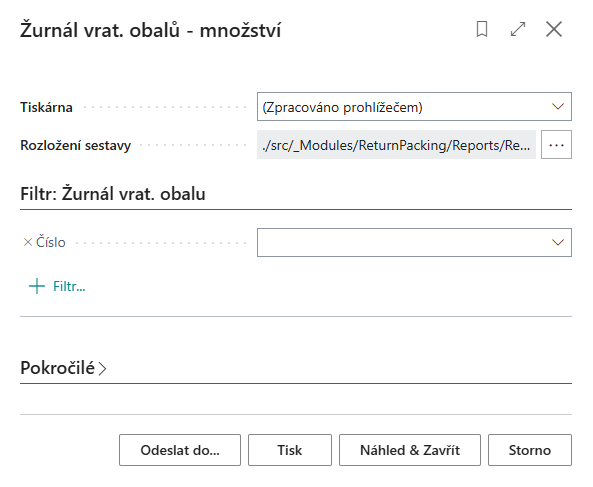 Žurnál vrat. obalů - množství
Tiskárna (Zpracováno prohlížečem)
Rozložení sestavy ./src/_Modules/ReturnPacking/Reports/Re... ...
Filtr: Žurnál vrat. obalu
Číslo
Filtr...
Pokročilé
Odeslat do... Tisk Náhled & Zavřít Storno